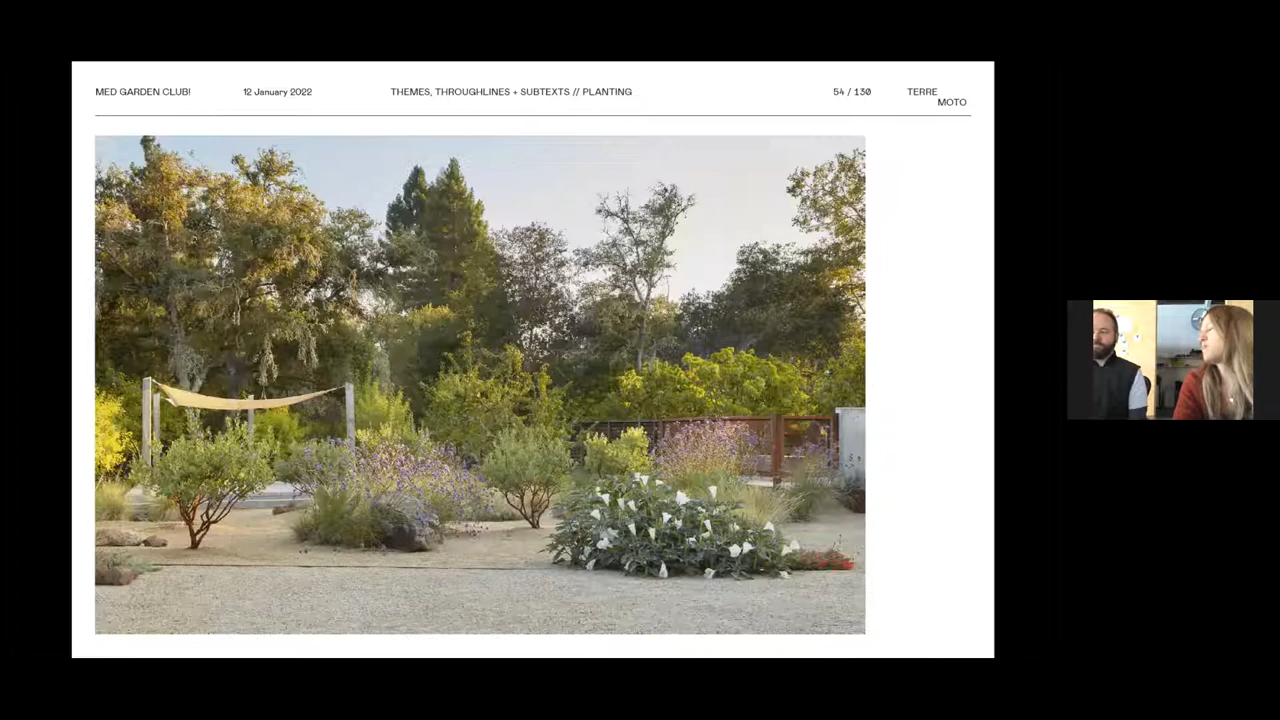 MED GARDEN CLUB!
12 January 2022
THEMES, THROUGHLINES + SUBTEXTS // PLANTING
54 / 130
TERRE
MOTO